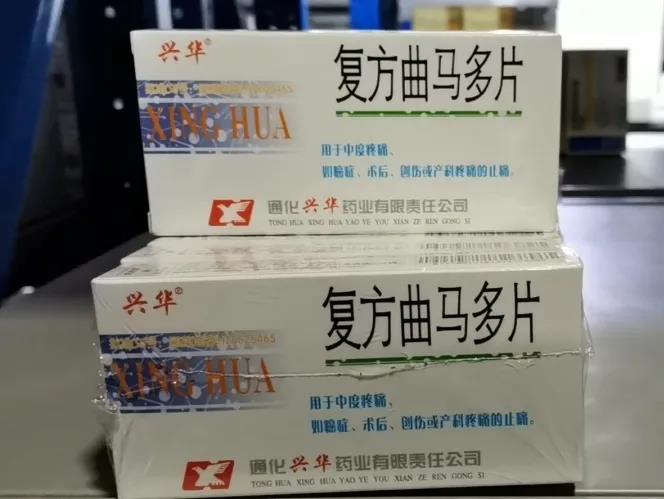 兴华®
复方曲马多片
XING HUA
用于中度疼痛、
如癌症、术后、创伤或产科疼痛的止痛。
通化兴华药业有限责任公司
TONG HUA XING HUA YAO YE YOU XIAN ZE REN GONG SI
兴华®
复方曲马多片
XING HUA
用于中度疼痛、
如癌症、术后、创伤或产科疼痛的止痛。
通化兴华药业有限责任公司
TONG HUA XING HUA YAO YE YOU XIAN ZE REN GONG SI